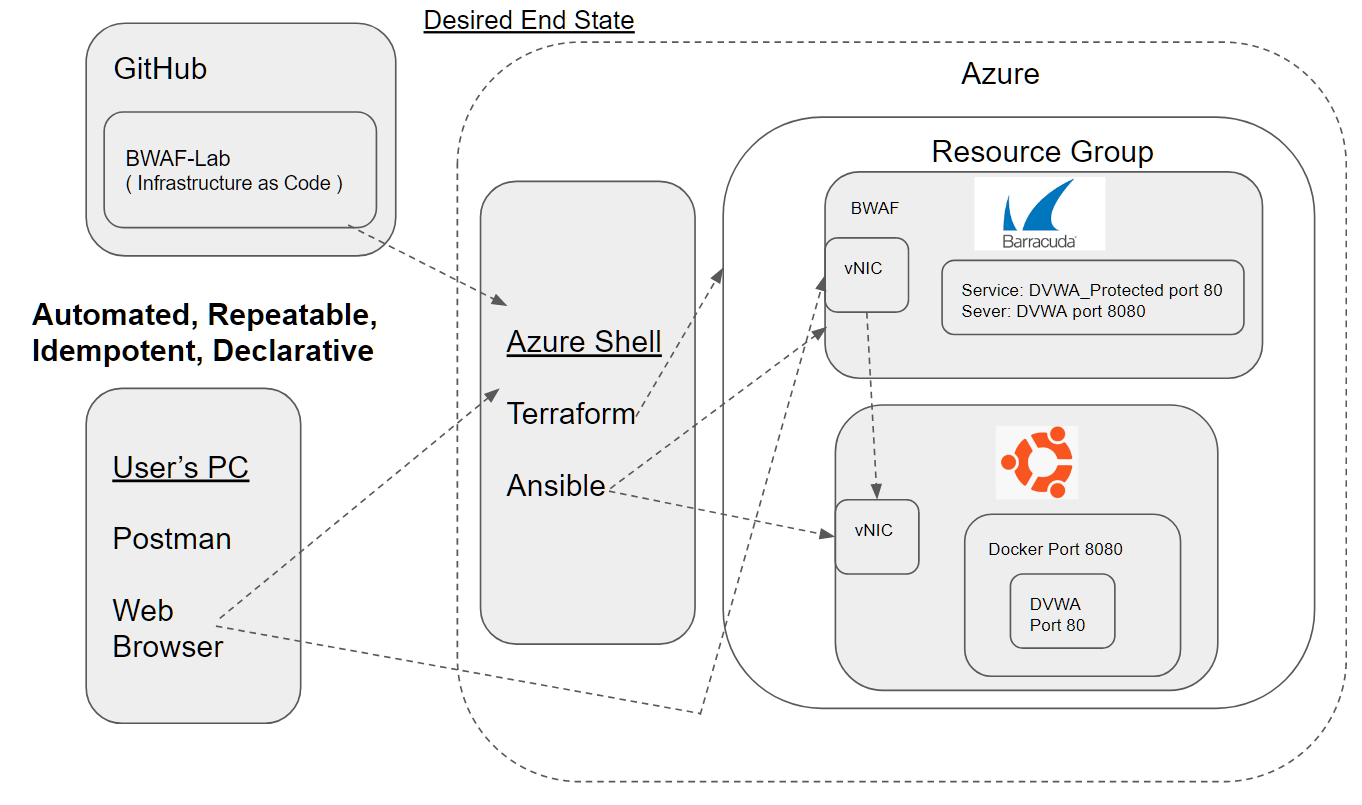 Desired End State
GitHub
BWAF-Lab
( Infrastructure as Code )
Automated, Repeatable,
Idempotent, Declarative
User’s PC
Postman
Web
Browser
Azure
Azure Shell
Terraform
Ansible
Resource Group
BWAF
Barracuda
vNIC
Service: DVWA_Protected port 80
Sever: DVWA port 8080
vNIC
Docker Port 8080
DVWA
Port 80